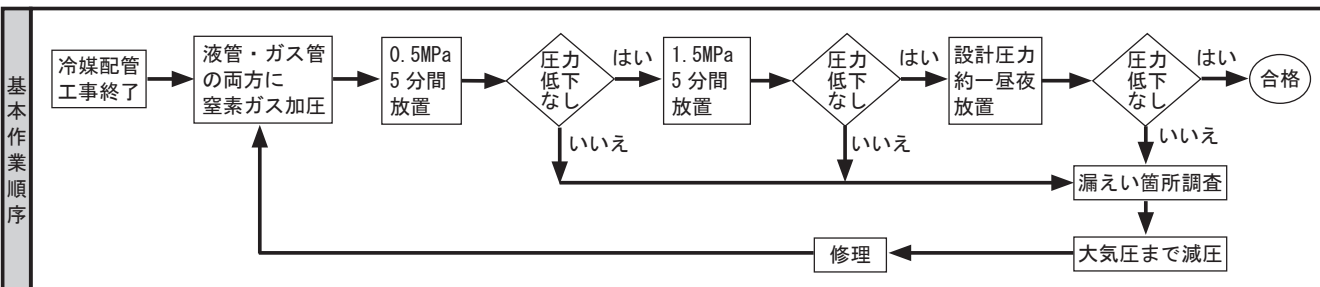 基本作業順序
冷媒配管
工事終了
液管・ガス管
の両方に
窒素ガス加圧
0.5MPa
5分間
放置
圧力
低下
なし
はい
いいえ
1.5MPa
5分間
放置
圧力
低下
なし
はい
いいえ
設計圧力
約一昼夜
放置
圧力
低下
なし
はい
いいえ
合格
漏えい箇所調査
大気圧まで減圧
修理